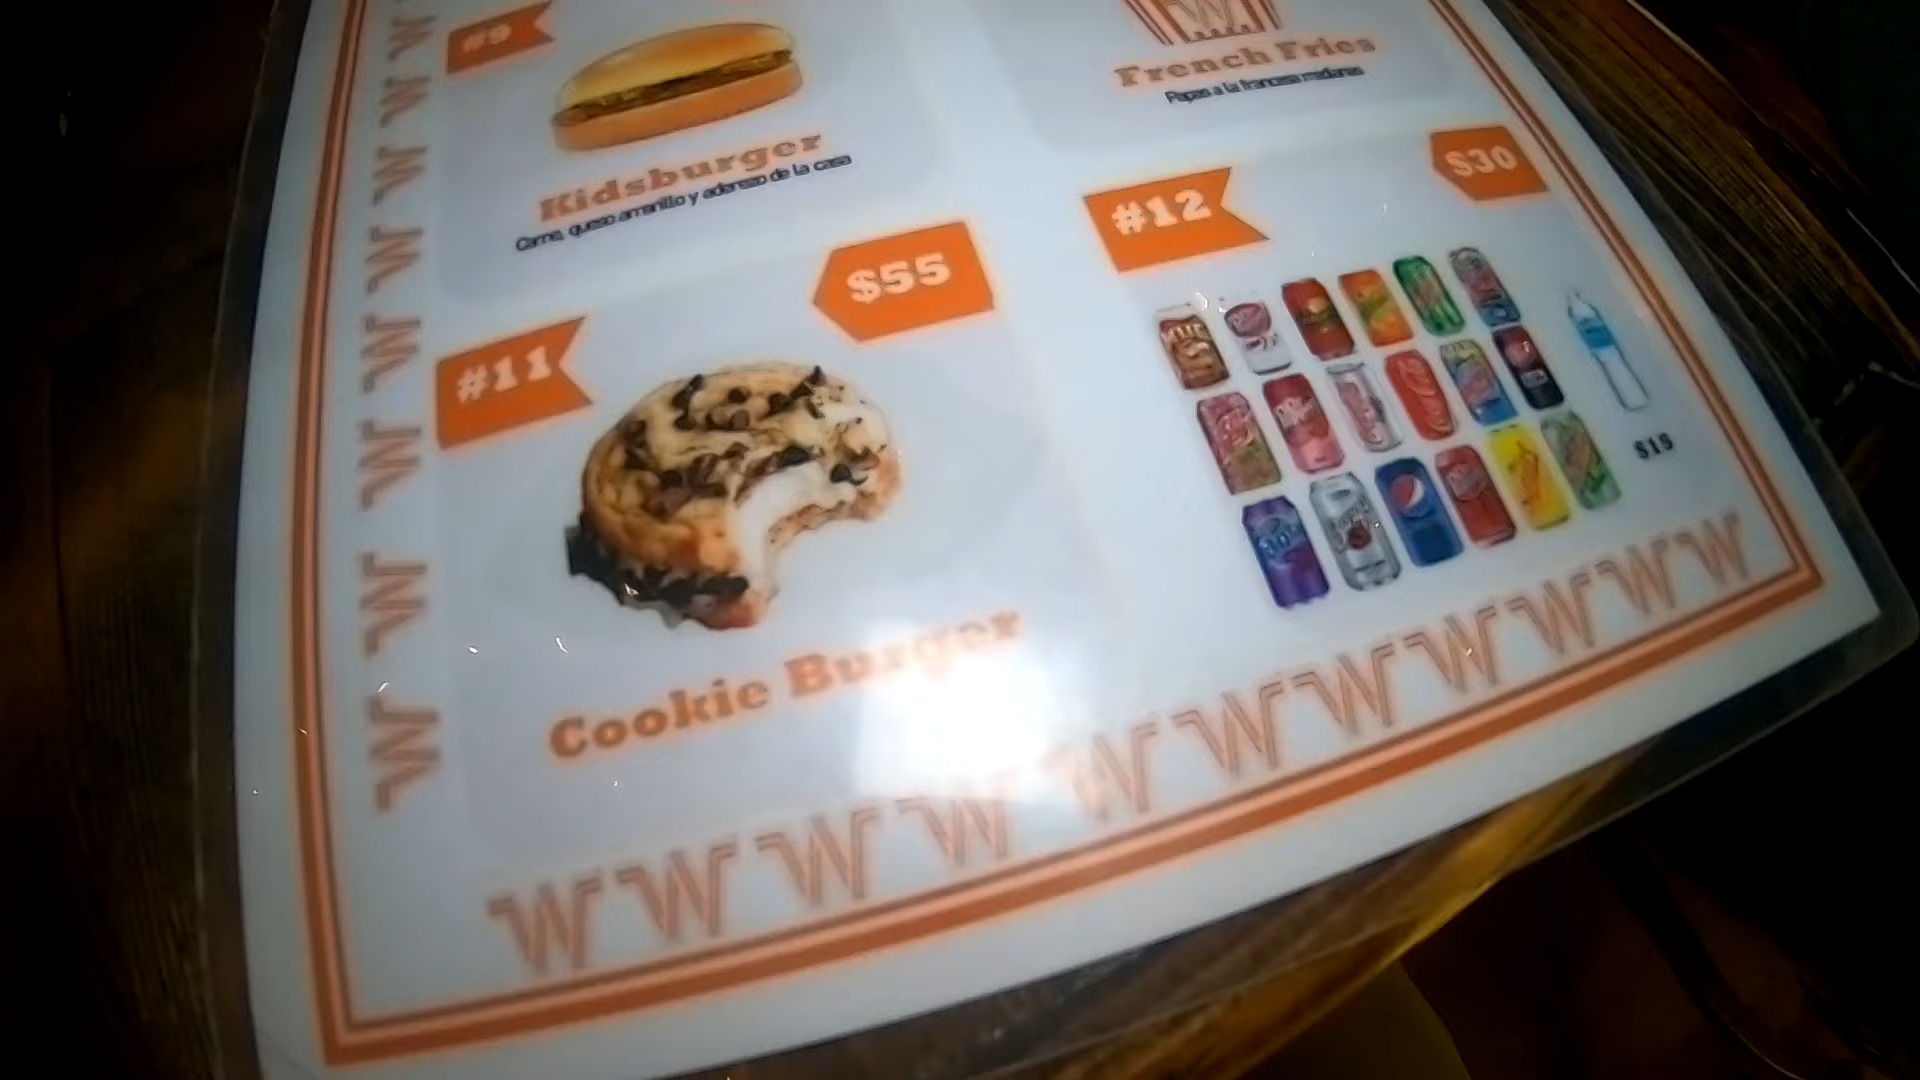 #9
Kidsburger
Carne, queso amarillo y aderezo de la casa
French Fries
Papas a la francesa medianas
#11
$55
Cookie Burger
#12
$30
$15
W W W W W W W W
W W W W W W W W W W